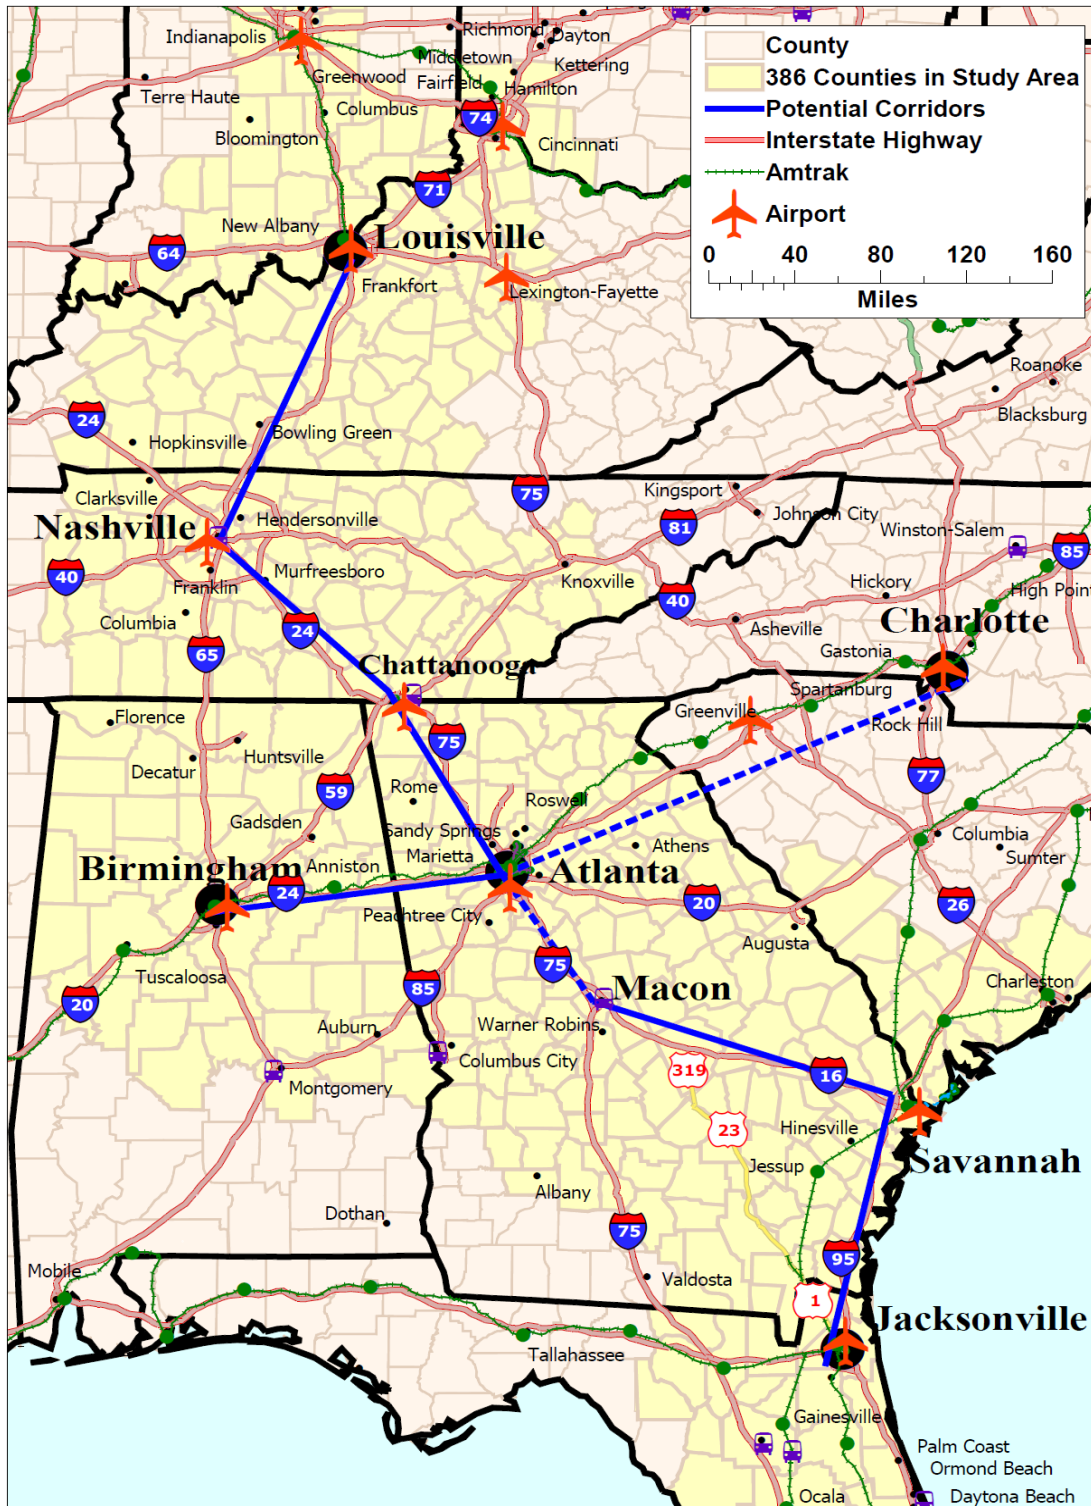 Indianapolis
Richmond
Dayton
Middletown
Kettering
Greenwood
Fairfield
Hamilton
Terre Haute
Columbus
Bloomington
74
Cincinnati
County
386 Counties in Study Area
Potential Corridors
Interstate Highway
Amtrak
Airport
0 40 80 120 160
Miles
71
New Albany
Louisville
64
Frankfort
Lexington-Fayette
Roanoke
Blacksburg
24
Hopkinsville
Bowling Green
Clarksville
75
Kingsport
Johnson City
81
Nashville
Hendersonville
Winston-Salem
85
40
Franklin
Murfreesboro
Knoxville
Hickory
High Point
40
Columbia
24
Asheville
Charlotte
65
Gastonia
Chattanooga
Spartanburg
Greenville
Rock Hill
Florence
75
Huntsville
Decatur
59
Rome
77
Roswell
Gadsden
Sandy Springs
Columbia
Marietta
Athens
Sumter
Birmingham
Anniston
Atlanta
24
20
26
Peachtree City
Augusta
Tuscaloosa
75
85
Macon
Charleston
20
Auburn
Warner Robins
Columbus City
319
16
Montgomery
23
Hinesville
Jessup
Savannah
Albany
Dothan
75
95
Mobile
Valdosta
1
Jacksonville
Tallahassee
Gainesville
Palm Coast
Ormond Beach
Ocala
Daytona Beach